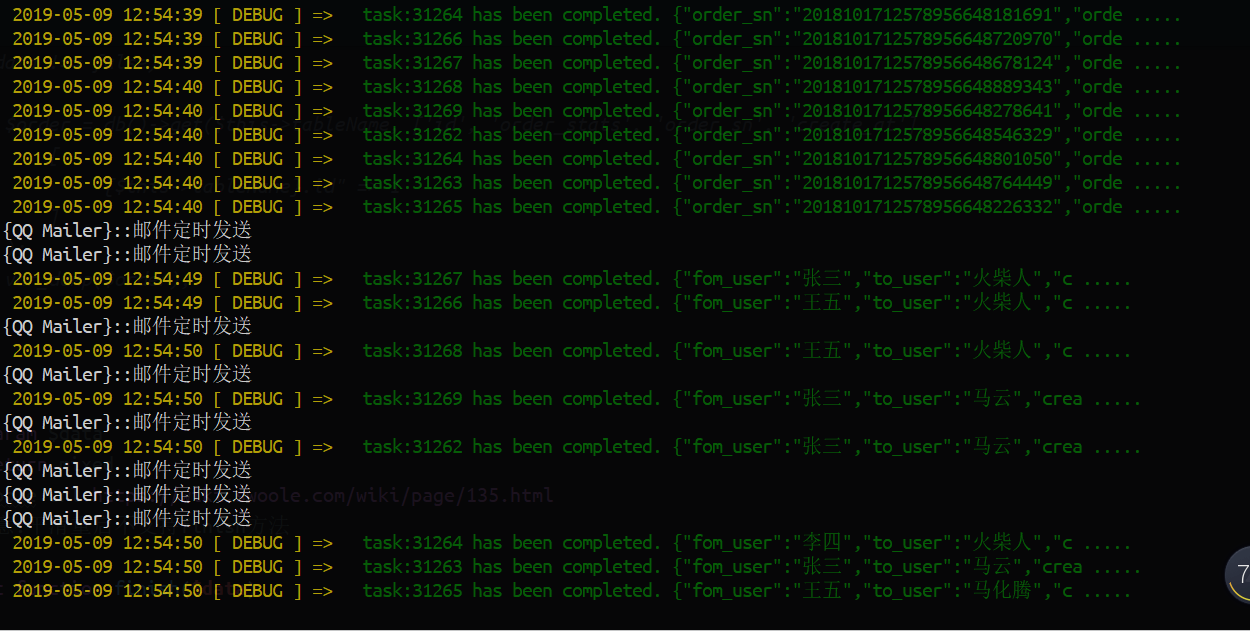 2019-05-09 12:54:39 [ DEBUG ] => task:31264 has been completed. {"order_sn":"2018101712578956648181691","orde .....
2019-05-09 12:54:39 [ DEBUG ] => task:31266 has been completed. {"order_sn":"2018101712578956648720970","orde .....
2019-05-09 12:54:39 [ DEBUG ] => task:31267 has been completed. {"order_sn":"2018101712578956648678124","orde .....
2019-05-09 12:54:40 [ DEBUG ] => task:31268 has been completed. {"order_sn":"2018101712578956648889343","orde .....
2019-05-09 12:54:40 [ DEBUG ] => task:31269 has been completed. {"order_sn":"2018101712578956648278641","orde .....
2019-05-09 12:54:40 [ DEBUG ] => task:31262 has been completed. {"order_sn":"2018101712578956648546329","orde .....
2019-05-09 12:54:40 [ DEBUG ] => task:31264 has been completed. {"order_sn":"2018101712578956648801050","orde .....
2019-05-09 12:54:40 [ DEBUG ] => task:31263 has been completed. {"order_sn":"2018101712578956648764449","orde .....
2019-05-09 12:54:40 [ DEBUG ] => task:31265 has been completed. {"order_sn":"2018101712578956648226332","orde .....
{QQ Mailer}::邮件定时发送
{QQ Mailer}::邮件定时发送
2019-05-09 12:54:49 [ DEBUG ] => task:31267 has been completed. {"fom_user":"张三","to_user":"火柴人","c .....
2019-05-09 12:54:49 [ DEBUG ] => task:31266 has been completed. {"fom_user":"王五","to_user":"火柴人","c .....
{QQ Mailer}::邮件定时发送
2019-05-09 12:54:50 [ DEBUG ] => task:31268 has been completed. {"fom_user":"王五","to_user":"火柴人","c .....
{QQ Mailer}::邮件定时发送
2019-05-09 12:54:50 [ DEBUG ] => task:31269 has been completed. {"fom_user":"张三","to_user":"马云","crea .....
{QQ Mailer}::邮件定时发送
2019-05-09 12:54:50 [ DEBUG ] => task:31262 has been completed. {"fom_user":"张三","to_user":"马云","crea .....
{QQ Mailer}::邮件定时发送
{QQ Mailer}::邮件定时发送 woole.com/wiki/page/135.html
{QQ Mailer}::邮件定时发送 方法
2019-05-09 12:54:50 [ DEBUG ] => task:31264 has been completed. {"fom_user":"李四","to_user":"火柴人","c .....
2019-05-09 12:54:50 [ DEBUG ] => task:31263 has been completed. {"fom_user":"张三","to_user":"马云","crea .....
2019-05-09 12:54:50 [ DEBUG ] => task:31265 has been completed. {"fom_user":"王五","to_user":"马化腾","c .....
7